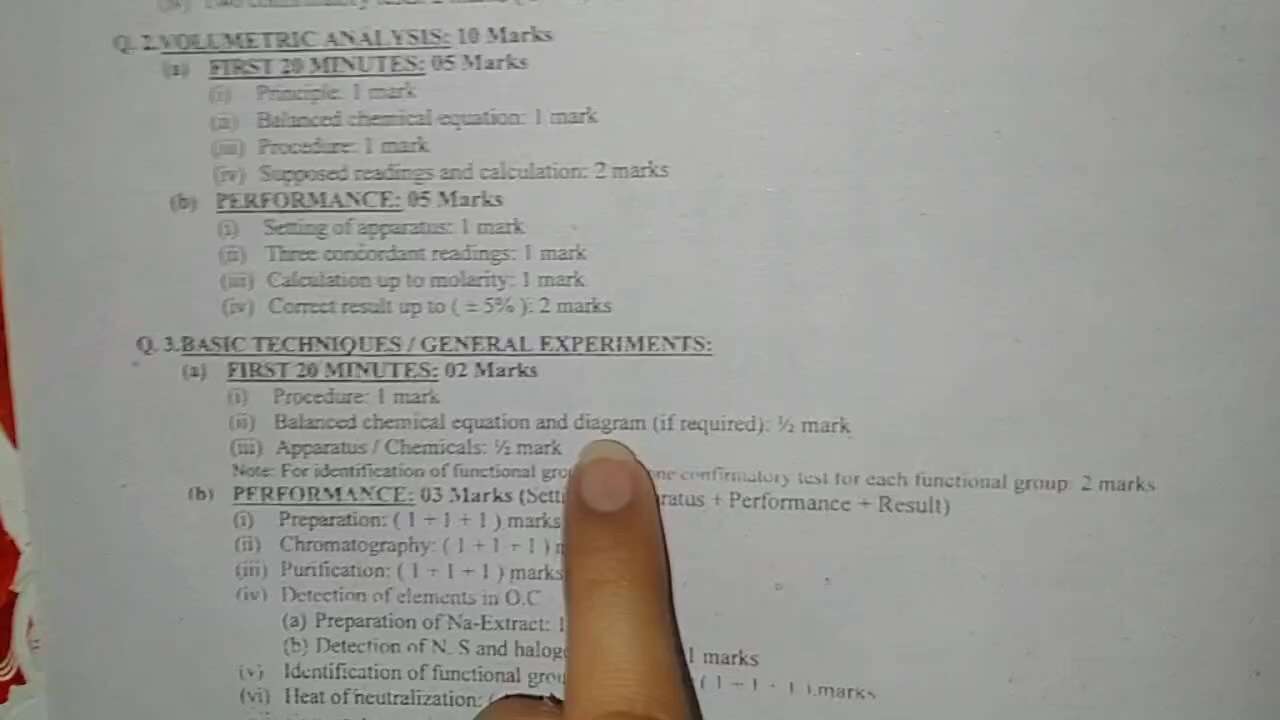 Q. 2.VOLUMETRIC ANALYSIS: 10 Marks
(a) FIRST 20 MINUTES: 05 Marks
(i) Principle: 1 mark
(ii) Balanced chemical equation: 1 mark
(iii) Procedure: 1 mark
(iv) Supposed readings and calculation: 2 marks
(b) PERFORMANCE: 05 Marks
(i) Setting of apparatus: 1 mark
(ii) Three concordant readings: 1 mark
(iii) Calculation up to molarity: 1 mark
(iv) Correct result up to ( ± 5% ): 2 marks
Q. 3.BASIC TECHNIQUES / GENERAL EXPERIMENTS:
(a) FIRST 20 MINUTES: 02 Marks
(i) Procedure: 1 mark
(ii) Balanced chemical equation and diagram (if required): ½ mark
(iii) Apparatus / Chemicals: ½ mark
Note: For identification of functional confirmatory test for each functional group: 2 marks
(b) PERFORMANCE: 03 Marks + Performance + Result)
(i) Preparation: ( 1 + 1 + 1 ) marks
(ii) Chromatography: ( 1 + 1 + 1 )
(iii) Purification: ( 1 + 1 + 1 ) marks
(iv) Detection of elements in O.C
(a) Preparation of Na-Extract: 1
(b) Detection of N, S and 1 marks
(v) Identification of functional ( 1 + 1 + 1 ) marks
(vi) Heat of neutralization: